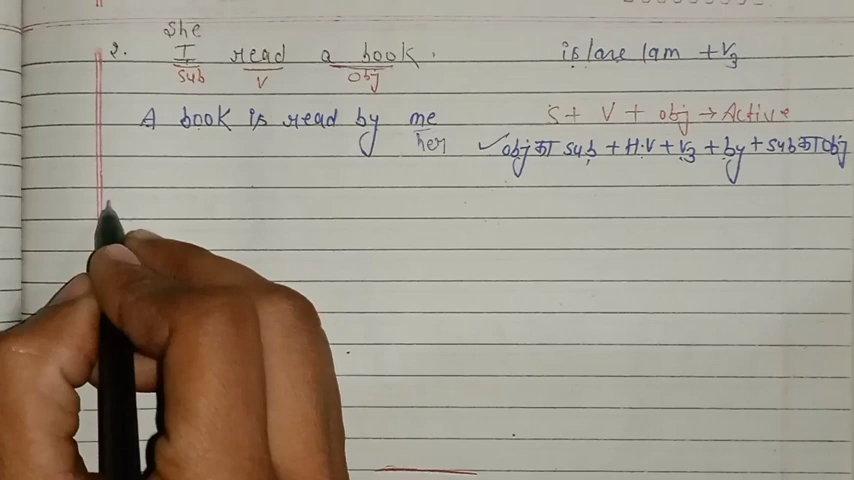 She
2. I read a book. is/are/am + V3
Sub V obj
S + V + obj → Active
A book is read by me
her ✓obj का sub + H.V + V3 + by + sub का obj